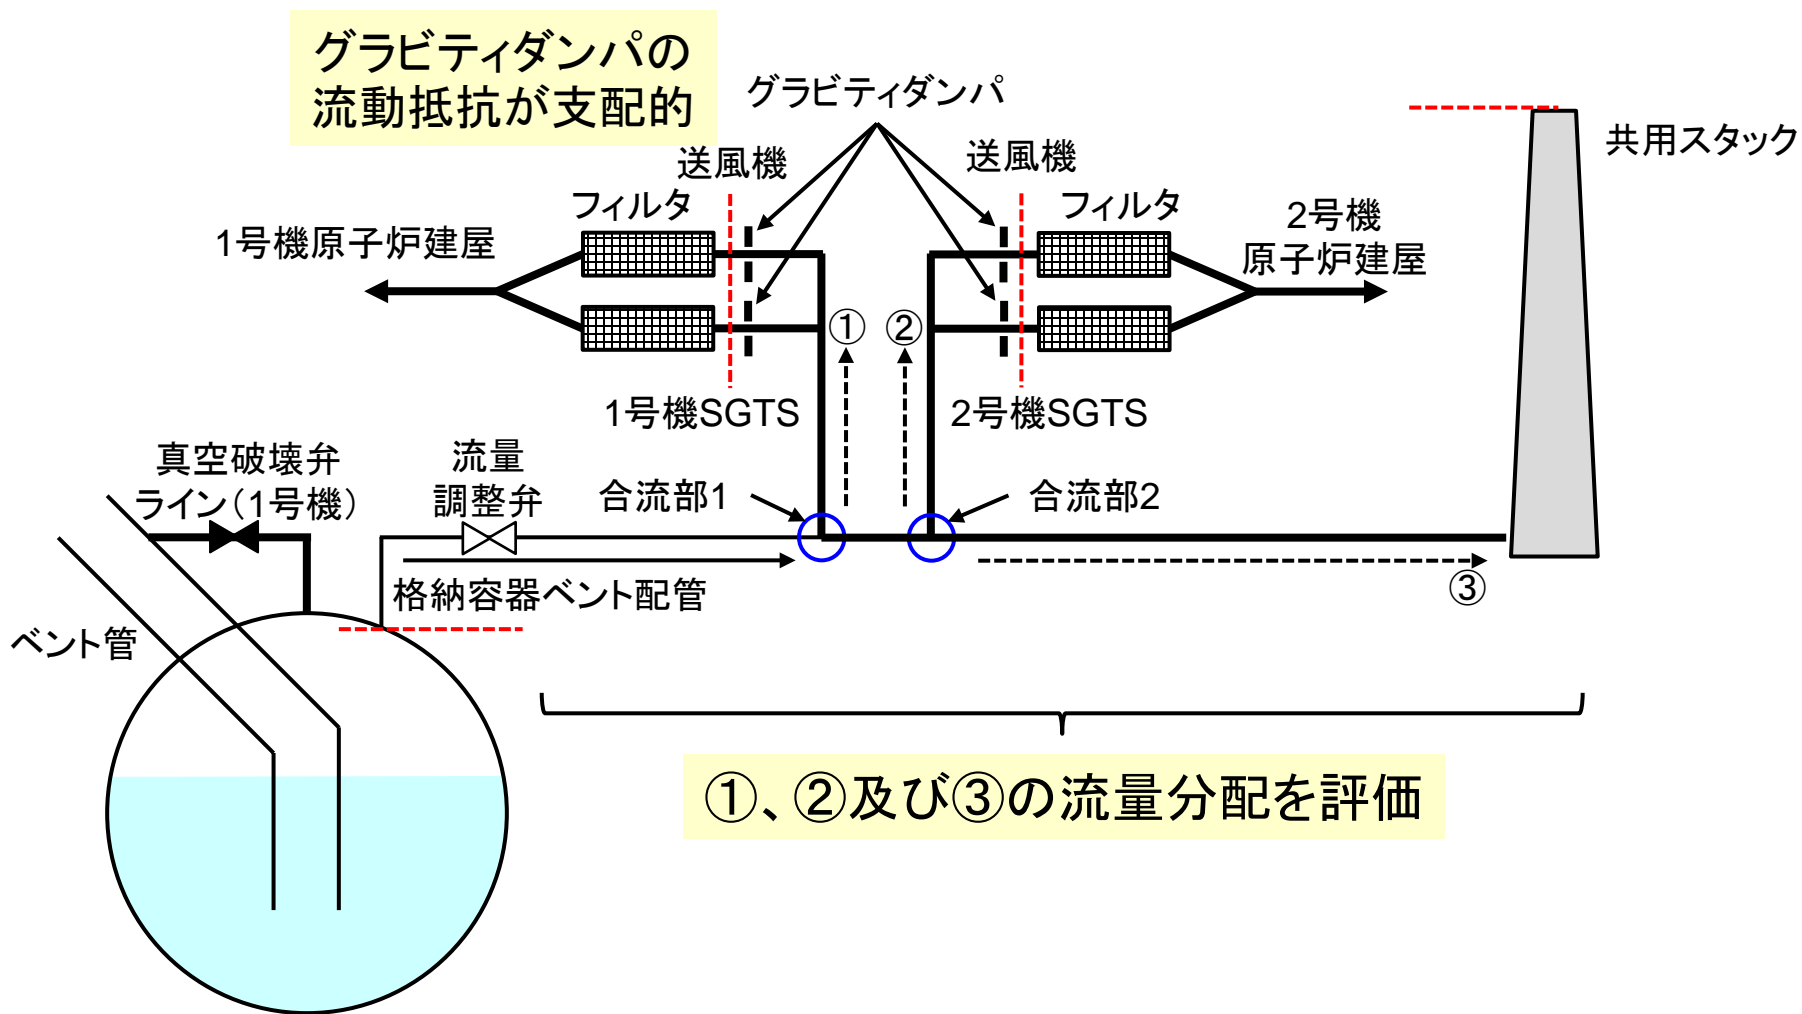 グラビティダンパの
流動抵抗が支配的
グラビティダンパ
共用スタック
送風機
送風機
フィルタ
フィルタ
1号機原子炉建屋
2号機
原子炉建屋
①
②
1号機SGTS
2号機SGTS
真空破壊弁
ライン（1号機）
流量
調整弁
合流部1
合流部2
格納容器ベント配管
③
ベント管
①、②及び③の流量分配を評価